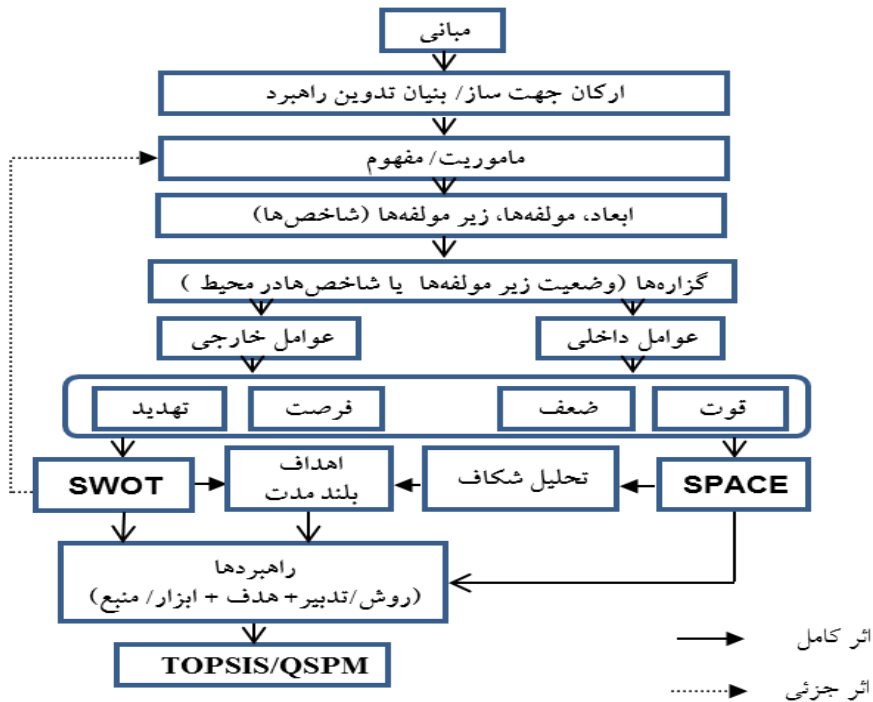 مبانی
ارکان جهت ساز/ بنیان تدوین راهبرد
ماموریت/ مفهوم
ابعاد، مولفه‌ها، زیر مولفه‌ها (شاخص‌ها)
گزاره‌ها (وضعیت زیر مولفه‌ها یا شاخص‌هادر محیط )
عوامل داخلی
عوامل خارجی
قوت
ضعف
فرصت
تهدید
SPACE
تحلیل شکاف
اهداف
بلند مدت
SWOT
راهبردها
(روش/تدبیر+ هدف + ابزار/ منبع)
TOPSIS/QSPM
اثر کامل
اثر جزئی